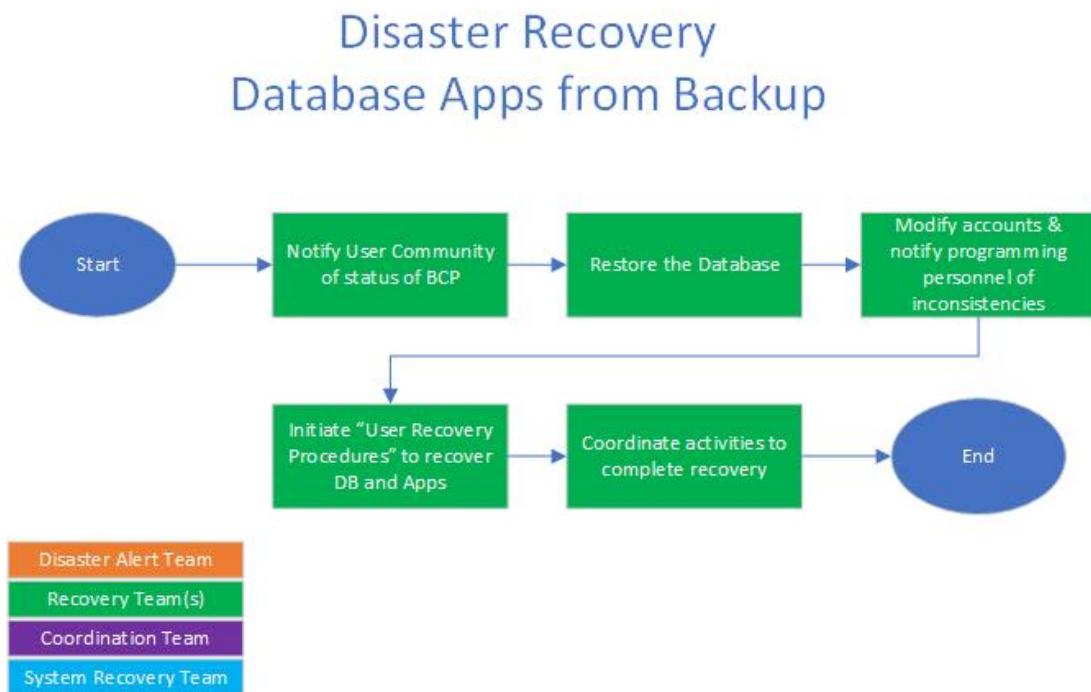 Disaster Recovery
Database Apps from Backup
Start
Notify User Community
of status of BCP
Restore the Database
Modify accounts &
notify programming
personnel of
inconsistencies
Initiate “User Recovery
Procedures” to recover
DB and Apps
Coordinate activities to
complete recovery
End
Disaster Alert Team
Recovery Team(s)
Coordination Team
System Recovery Team